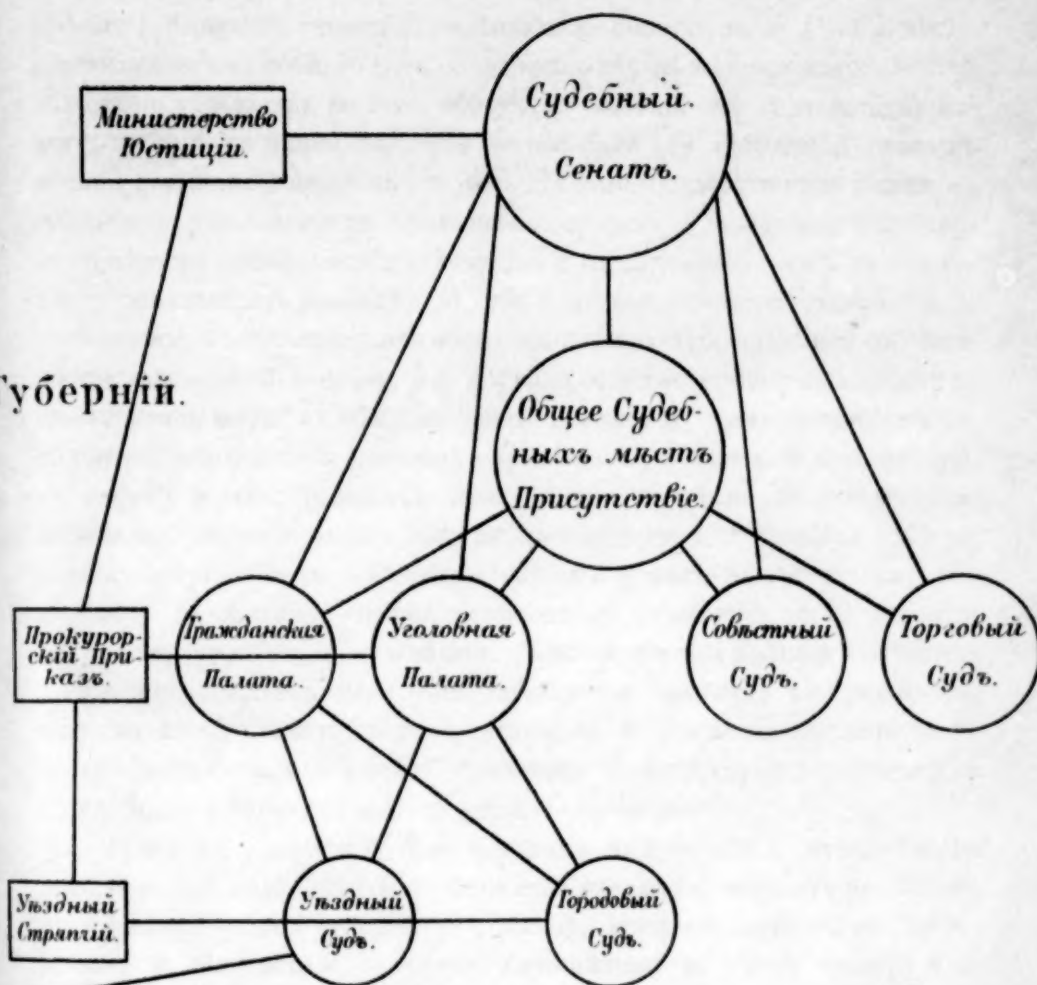 Министерство
Юстиціи.
Судебный.
Сенатъ.
Губерній.
Общее Судеб-
ныхъ мѣстъ
Присутствіе.
Прокурор-
скій При-
казъ.
Гражданская
Палата.
Уголовная
Палата.
Совѣстный
Судъ.
Торговый
Судъ.
Уѣздный
Стряпчій.
Уѣздный
Судъ.
Городовый
Судъ.